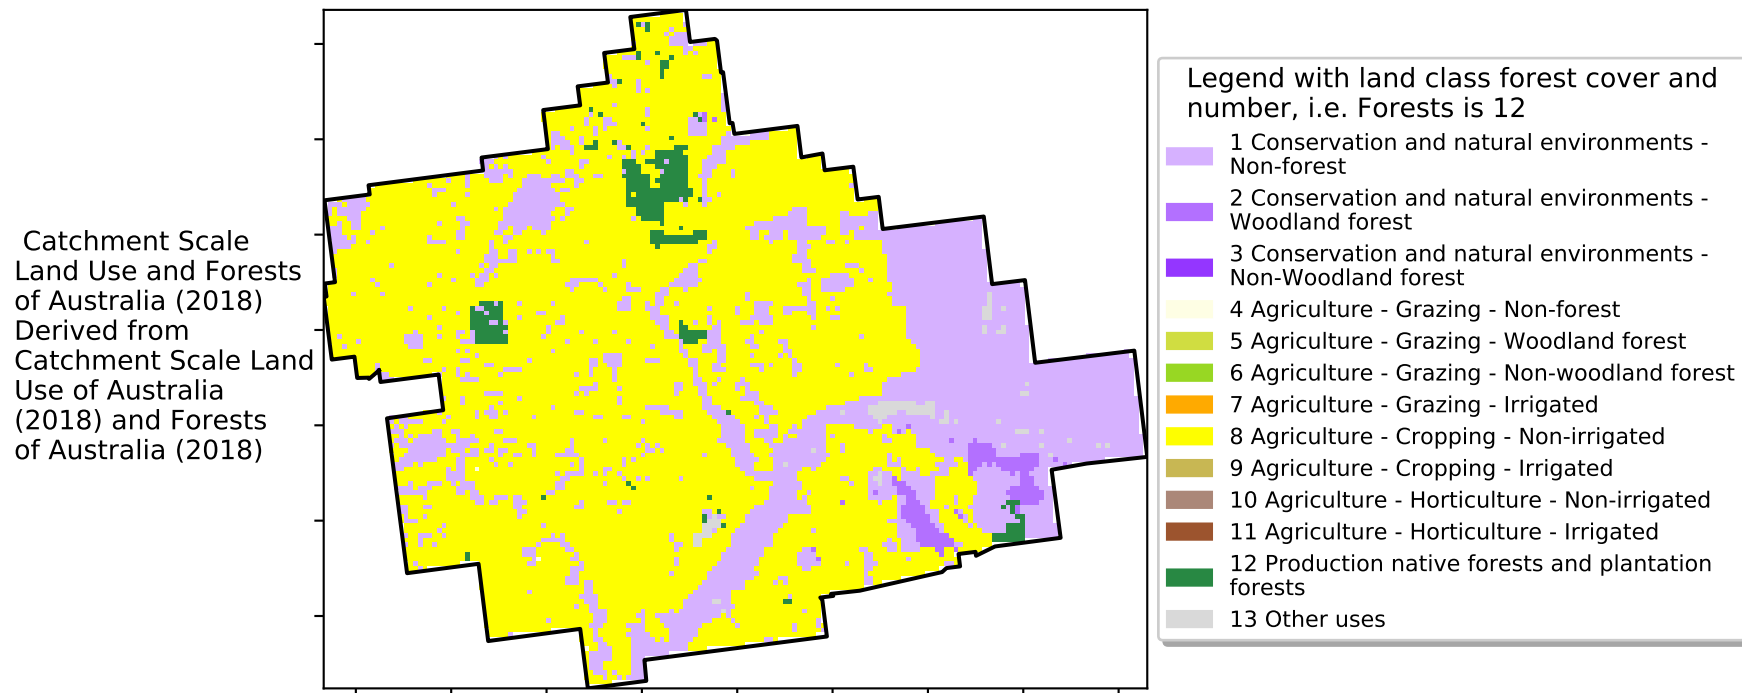 Catchment Scale
Land Use and Forests
of Australia (2018)
Derived from
Catchment Scale Land
Use of Australia
(2018) and Forests
of Australia (2018)
Legend with land class forest cover and
number, i.e. Forests is 12
1 Conservation and natural environments -
Non-forest
2 Conservation and natural environments -
Woodland forest
3 Conservation and natural environments -
Non-Woodland forest
4 Agriculture - Grazing - Non-forest
5 Agriculture - Grazing - Woodland forest
6 Agriculture - Grazing - Non-woodland forest
7 Agriculture - Grazing - Irrigated
8 Agriculture - Cropping - Non-irrigated
9 Agriculture - Cropping - Irrigated
10 Agriculture - Horticulture - Non-irrigated
11 Agriculture - Horticulture - Irrigated
12 Production native forests and plantation
forests
13 Other uses